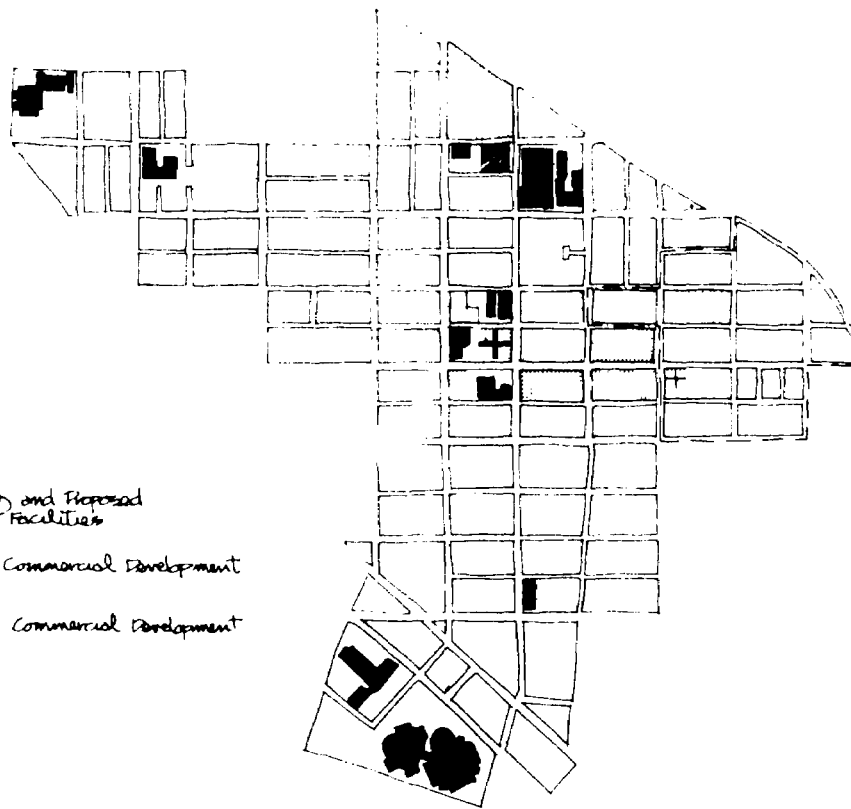 and Proposed
Facilities
Commercial Development
Commercial Development